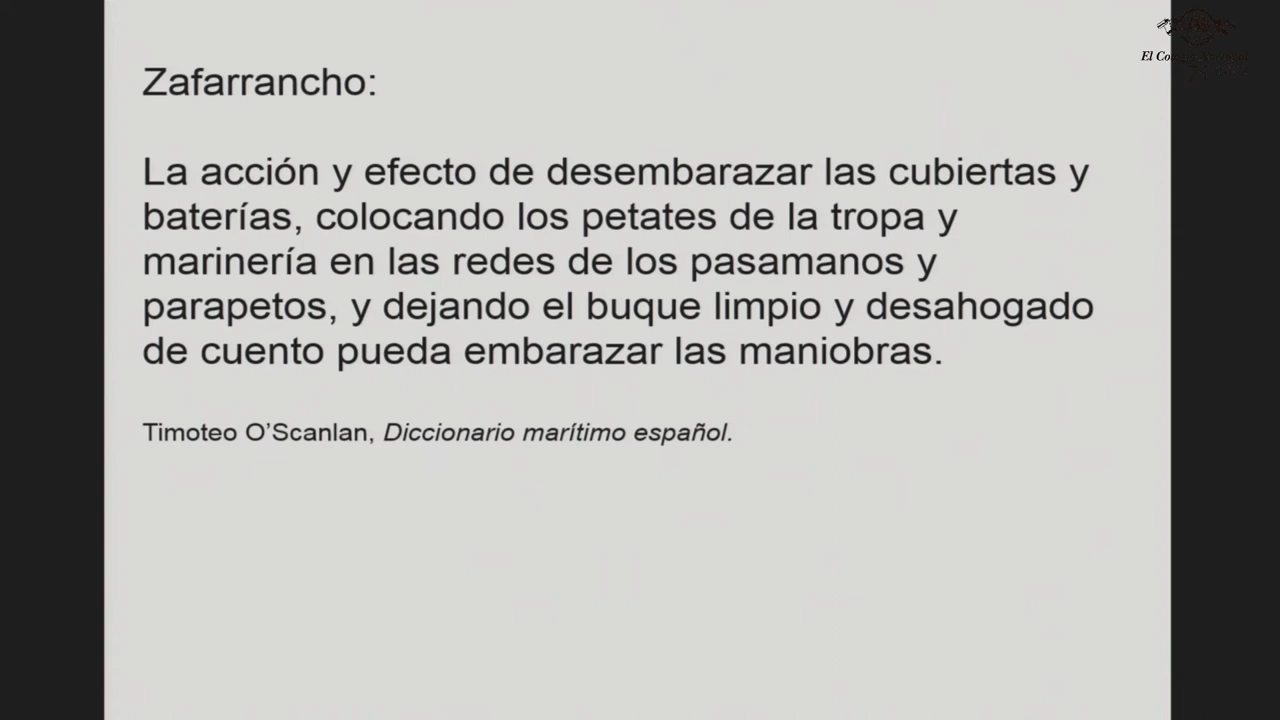 El Co
Zafarrancho:
La acción y efecto de desembarazar las cubiertas y
baterías, colocando los petates de la tropa y
marinería en las redes de los pasamanos y
parapetos, y dejando el buque limpio y desahogado
de cuento pueda embarazar las maniobras.
Timoteo O’Scanlan, Diccionario marítimo español.